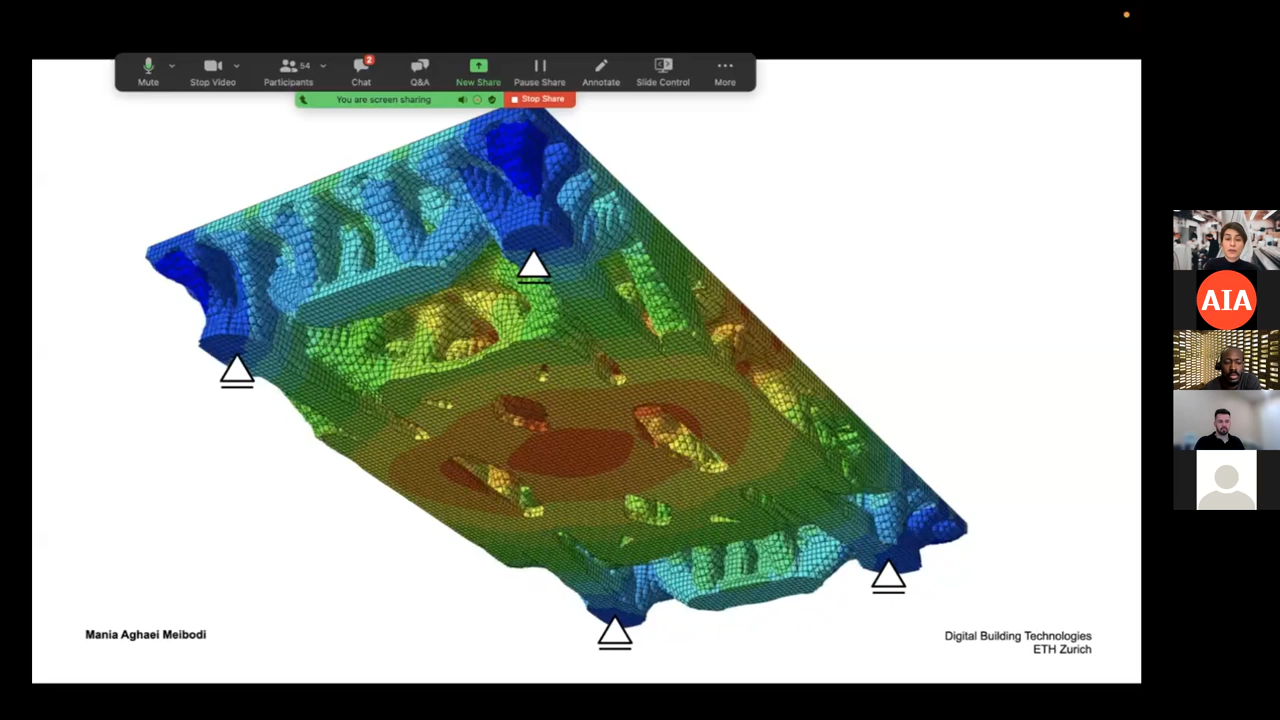 Mute
Stop Video
54
Participants
2
Chat
Q&A
New Share
Pause Share
Annotate
Slide Control
More
You are screen sharing
Stop Share
AIA
Mania Aghaei Meibodi
Digital Building Technologies
ETH Zurich